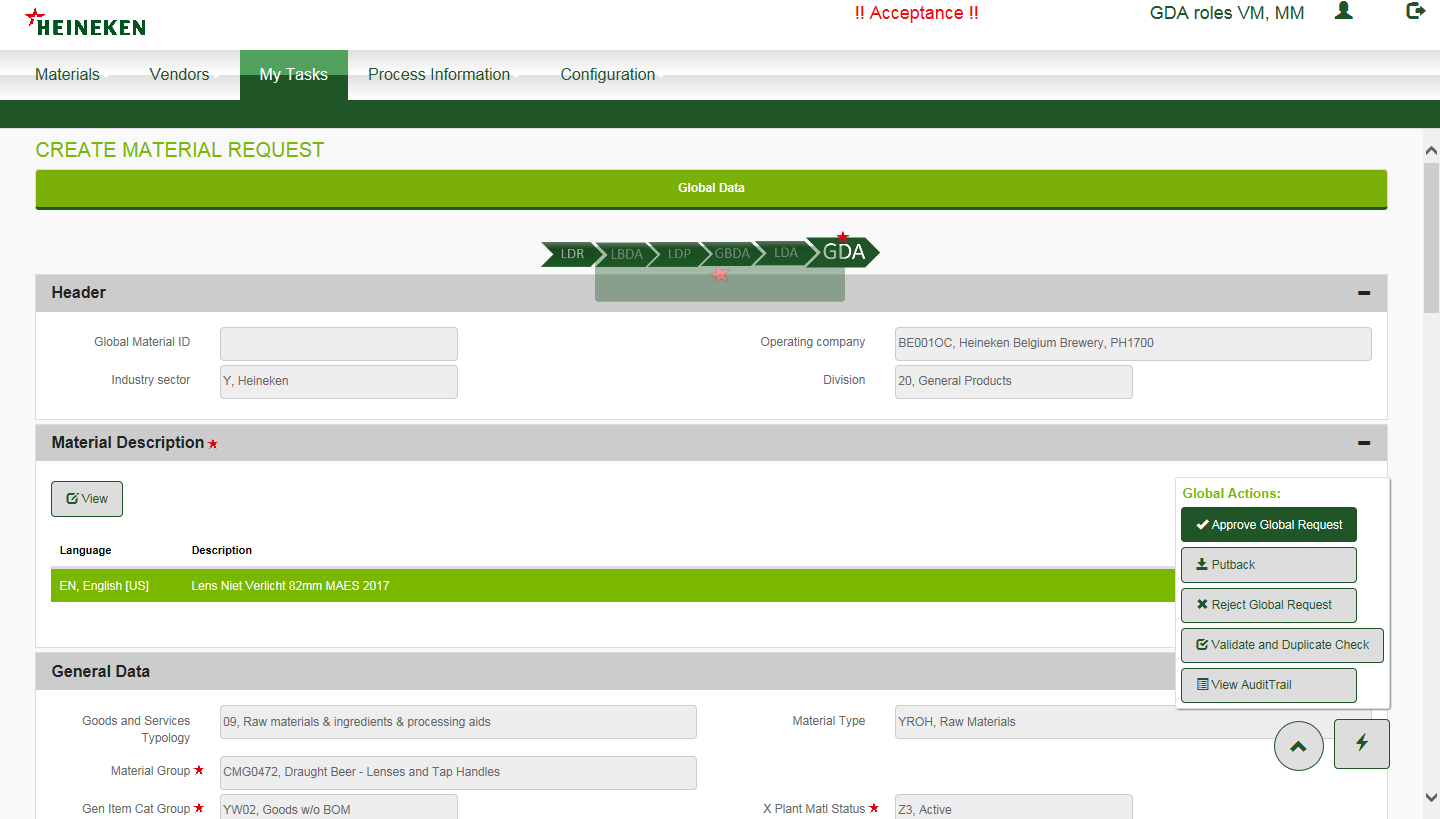 HEINEKEN
!! Acceptance !!
GDA roles VM, MM
Materials Vendors My Tasks Process Information Configuration
CREATE MATERIAL REQUEST
Global Data
LDR LBDA LDP GBDA LDA GDA
Header
Global Material ID
Operating company BE001OC, Heineken Belgium Brewery, PH1700
Industry sector Y, Heineken
Division 20, General Products
Material Description
View
Language Description
EN, English [US] Lens Niet Verlicht 82mm MAES 2017
Global Actions:
Approve Global Request
Putback
Reject Global Request
Validate and Duplicate Check
View AuditTrail
General Data
Goods and Services
Typology
09, Raw materials & ingredients & processing aids
Material Type YROH, Raw Materials
Material Group CMG0472, Draught Beer - Lenses and Tap Handles
Gen Item Cat Group YW02, Goods w/o BOM
X Plant Matl Status Z3, Active